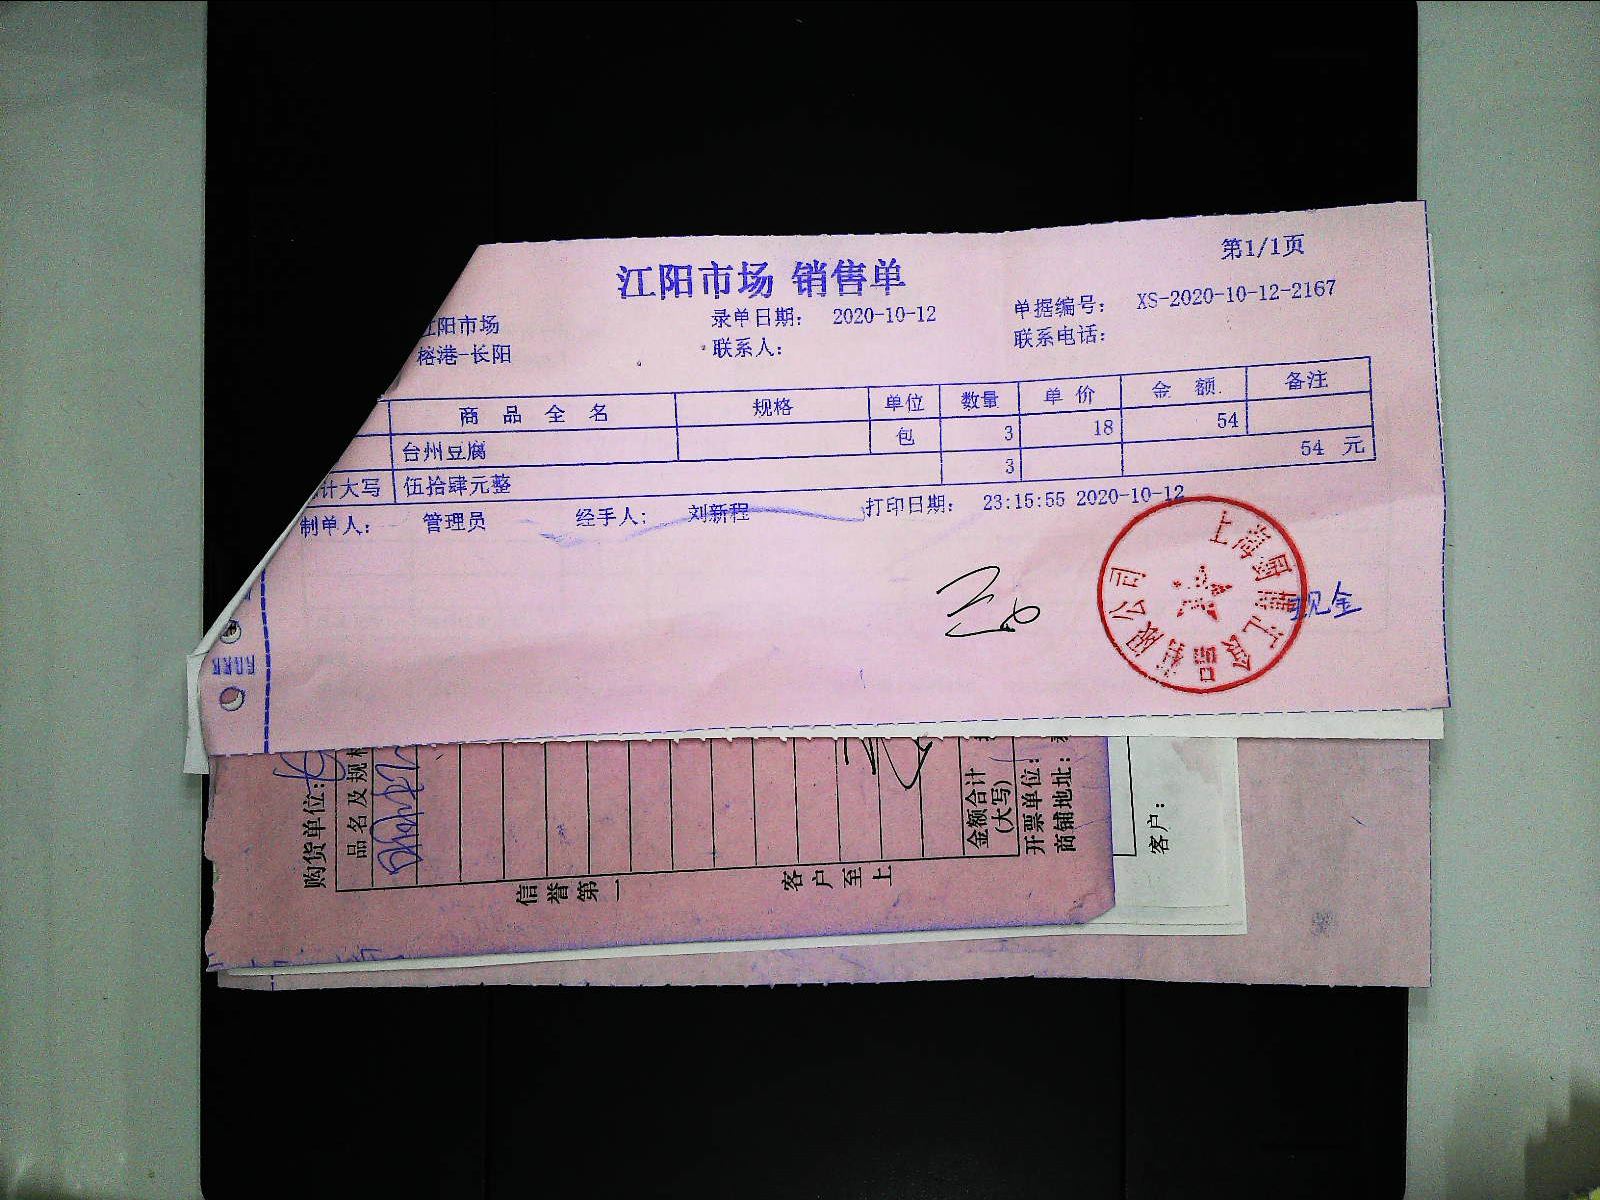 第1/1页
江阳市场 销售单
江阳市场 录单日期: 2020-10-12 单据编号: XS-2020-10-12-2167
榕港-长阳 联系人: 联系电话:
商品全名 规格 单位 数量 单价 金额 备注
台州豆腐 包 3 18 54
3 54 元
计大写 伍拾肆元整
制单人: 管理员 经手人: 刘新程 打印日期: 23:15:55 2020-10-12
现金
购货单位:
品名及规格
金额合计
(大写)
开票单位:
商铺地址:
信誉第一 客户至上
客户: